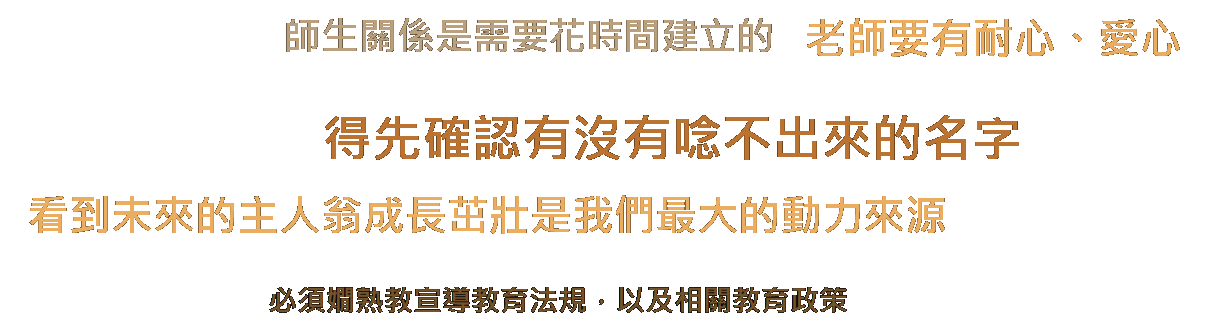 師生關係是需要花時間建立的 老師要有耐心、愛心
得先確認有沒有唸不出來的名字
看到未來的主人翁成長茁壯是我們最大的動力來源
必須嫺熟教宣導教育法規，以及相關教育政策